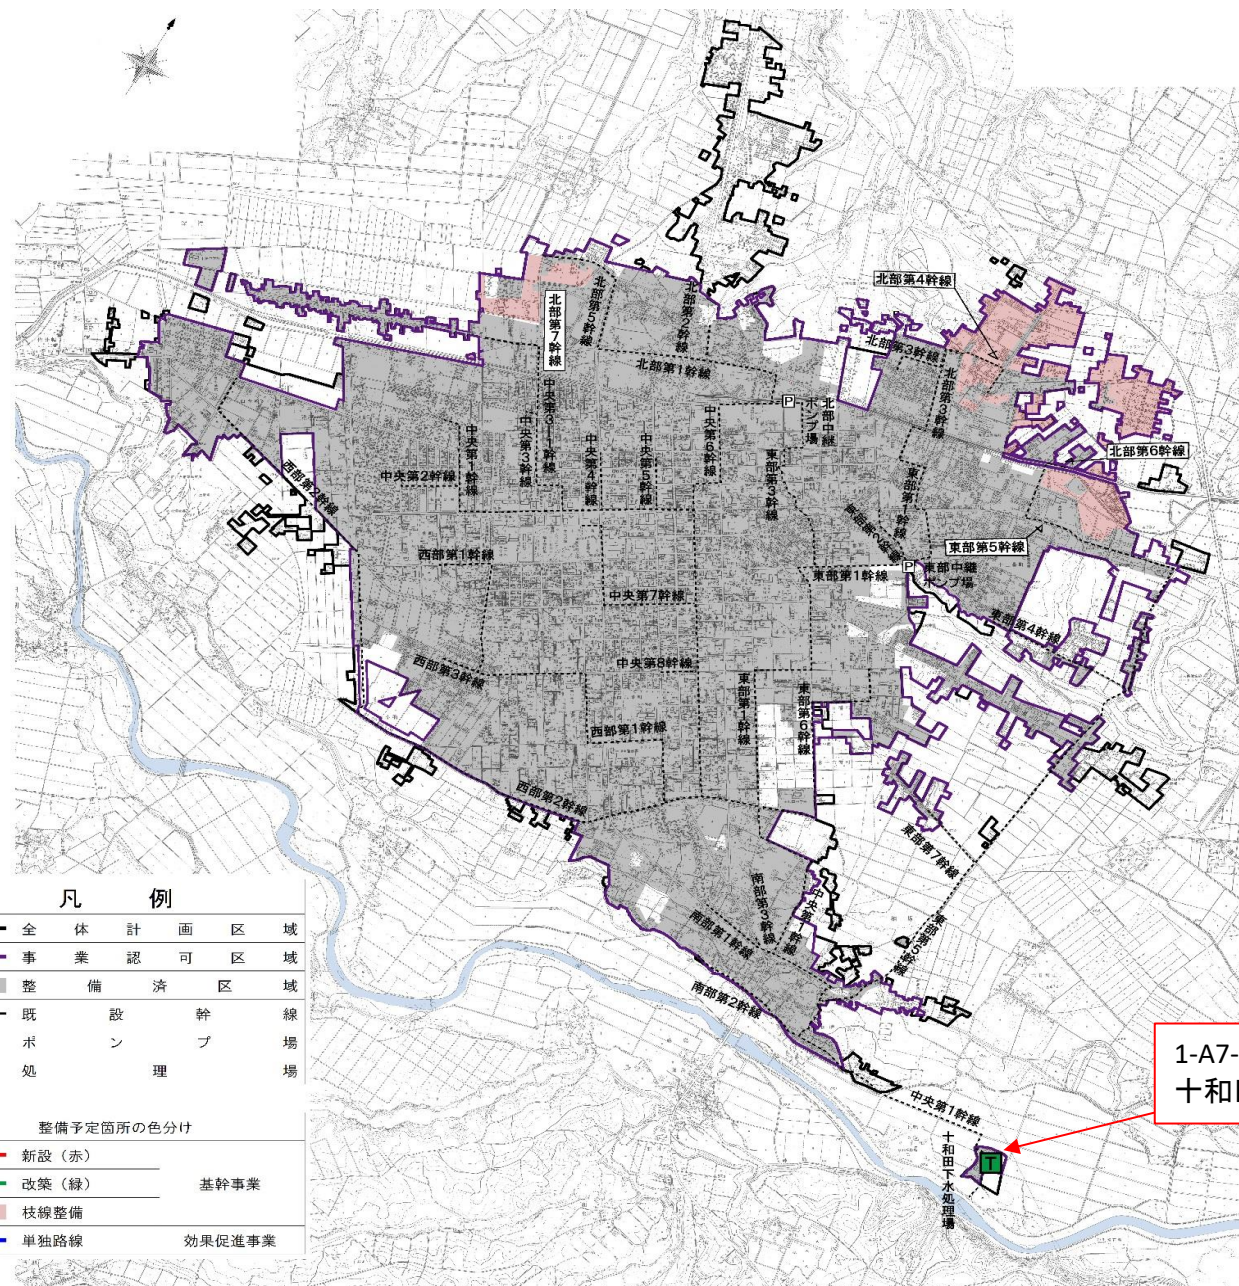 北部第4幹線
北部第7幹線
北部第5幹線
北部第2幹線
北部第1幹線
北部第3幹線
北部第3幹線
北部第6幹線
北部中継
ポンプ場
P
中央第3-1幹線
中央第1幹線
中央第3幹線
中央第4幹線
中央第5幹線
中央第6幹線
中央第2幹線
東部第3幹線
東部第1幹線
東部第2幹線
東部第5幹線
西部第2幹線
西部第1幹線
東部第1幹線
P
東部中継
ポンプ場
中央第7幹線
東部第4幹線
西部第3幹線
中央第8幹線
東部第1幹線
東部第6幹線
西部第1幹線
西部第2幹線
東部第7幹線
南部第3幹線
中央第1幹線
南部第1幹線
東部第5幹線
南部第2幹線
中央第1幹線
十和田下水処理場
T
1-A7-
十和
凡例
全体計画区域
事業認可区域
整備済区域
既設幹線
ポンプ場
処理場
整備予定箇所の色分け
新設（赤）
改築（緑）
基幹事業
枝線整備
単独路線 効果促進事業